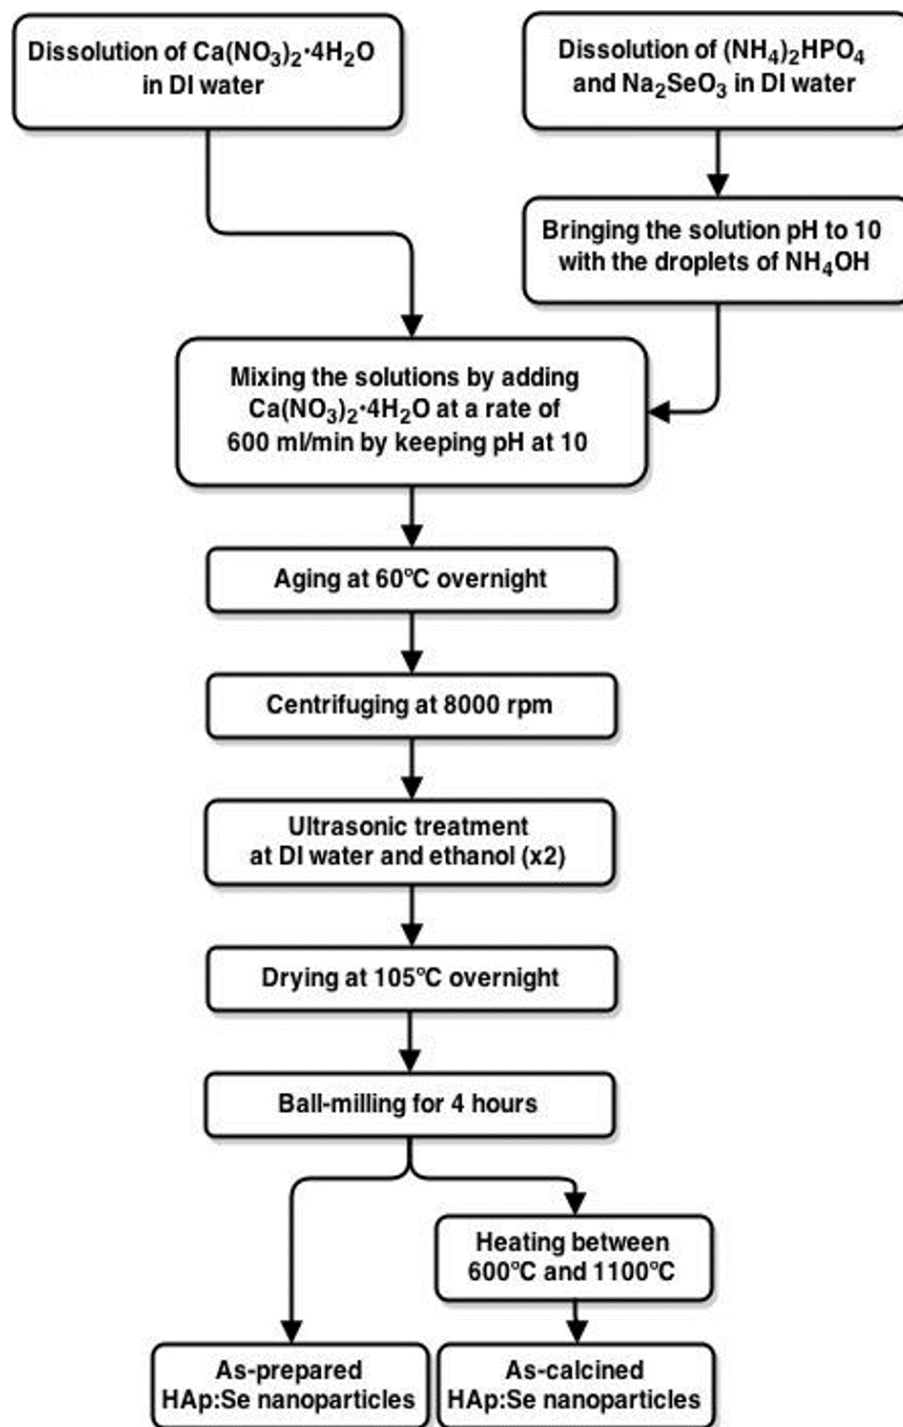 Dissolution of Ca(NO₃)₂·4H₂O
in DI water
Dissolution of (NH₄)₂HPO₄
and Na₂SeO₃ in DI water
Bringing the solution pH to 10
with the droplets of NH₄OH
Mixing the solutions by adding
Ca(NO₃)₂·4H₂O at a rate of
600 ml/min by keeping pH at 10
Aging at 60°C overnight
Centrifuging at 8000 rpm
Ultrasonic treatment
at DI water and ethanol (x2)
Drying at 105°C overnight
Ball-milling for 4 hours
Heating between
600°C and 1100°C
As-prepared
HAp:Se nanoparticles
As-calcined
HAp:Se nanoparticles